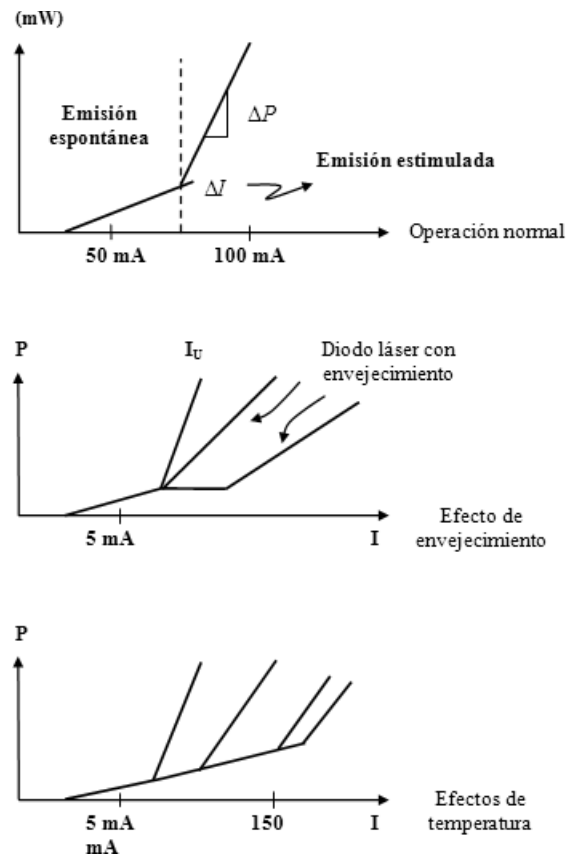 (mW)
Emisión
espontánea
ΔP
Emisión estimulada
ΔI
Operación normal
50 mA
100 mA
P
I_U
Diodo láser con
envejecimiento
5 mA
I
Efecto de
envejecimiento
P
5 mA
mA
150
I
Efectos de
temperatura